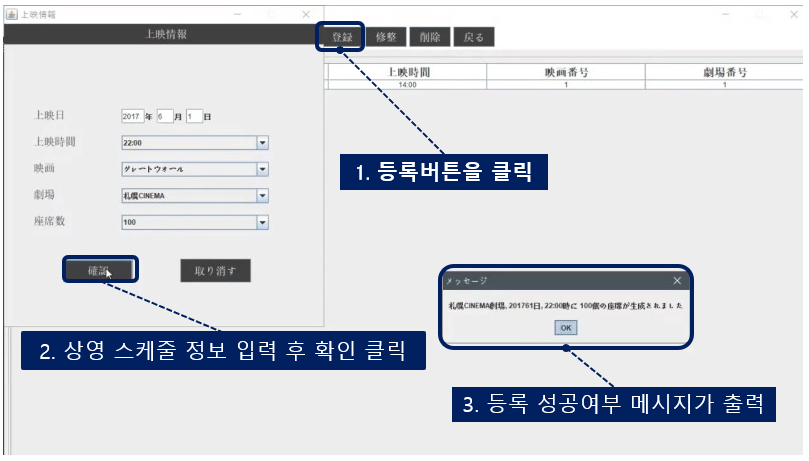 上映情報
上映情報
登録 修整 削除 戻る
上映時間 映画番号 劇場番号
14:00 1 1
上映日 2017 年 6 月 1 日
上映時間 22:00
映画 グレートウォール
劇場 札幌CINEMA
座席数 100
確認 取り消す
1. 등록버튼을 클릭
メッセージ
札幌CINEMA劇場, 201761日, 22:00時に 100個の座席が生成されました
OK
2. 상영 스케줄 정보 입력 후 확인 클릭
3. 등록 성공여부 메시지가 출력